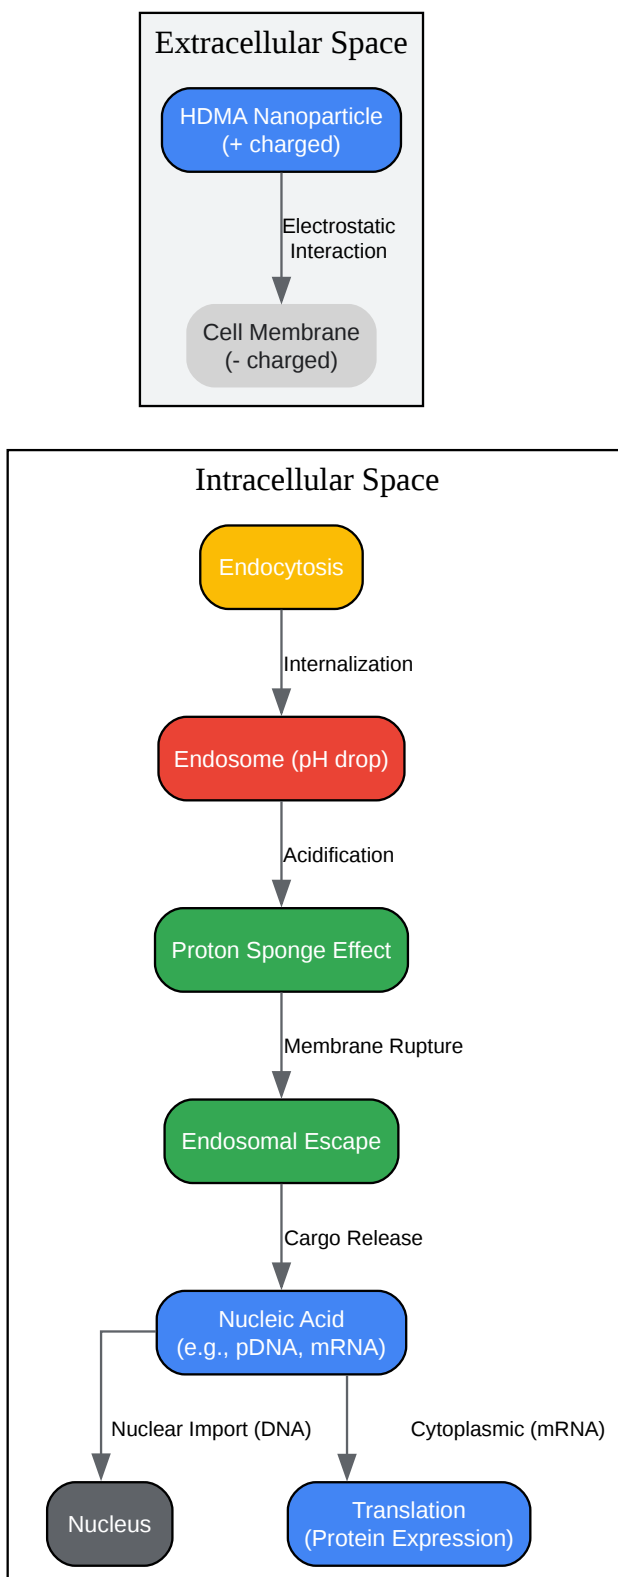 Extracellular Space
HDMA Nanoparticle
(+ charged)
Electrostatic
Interaction
Cell Membrane
(- charged)
Intracellular Space
Endocytosis
Internalization
Endosome (pH drop)
Acidification
Proton Sponge Effect
Membrane Rupture
Endosomal Escape
Cargo Release
Nucleic Acid
(e.g., pDNA, mRNA)
Nuclear Import (DNA)
Cytoplasmic (mRNA)
Nucleus
Translation
(Protein Expression)